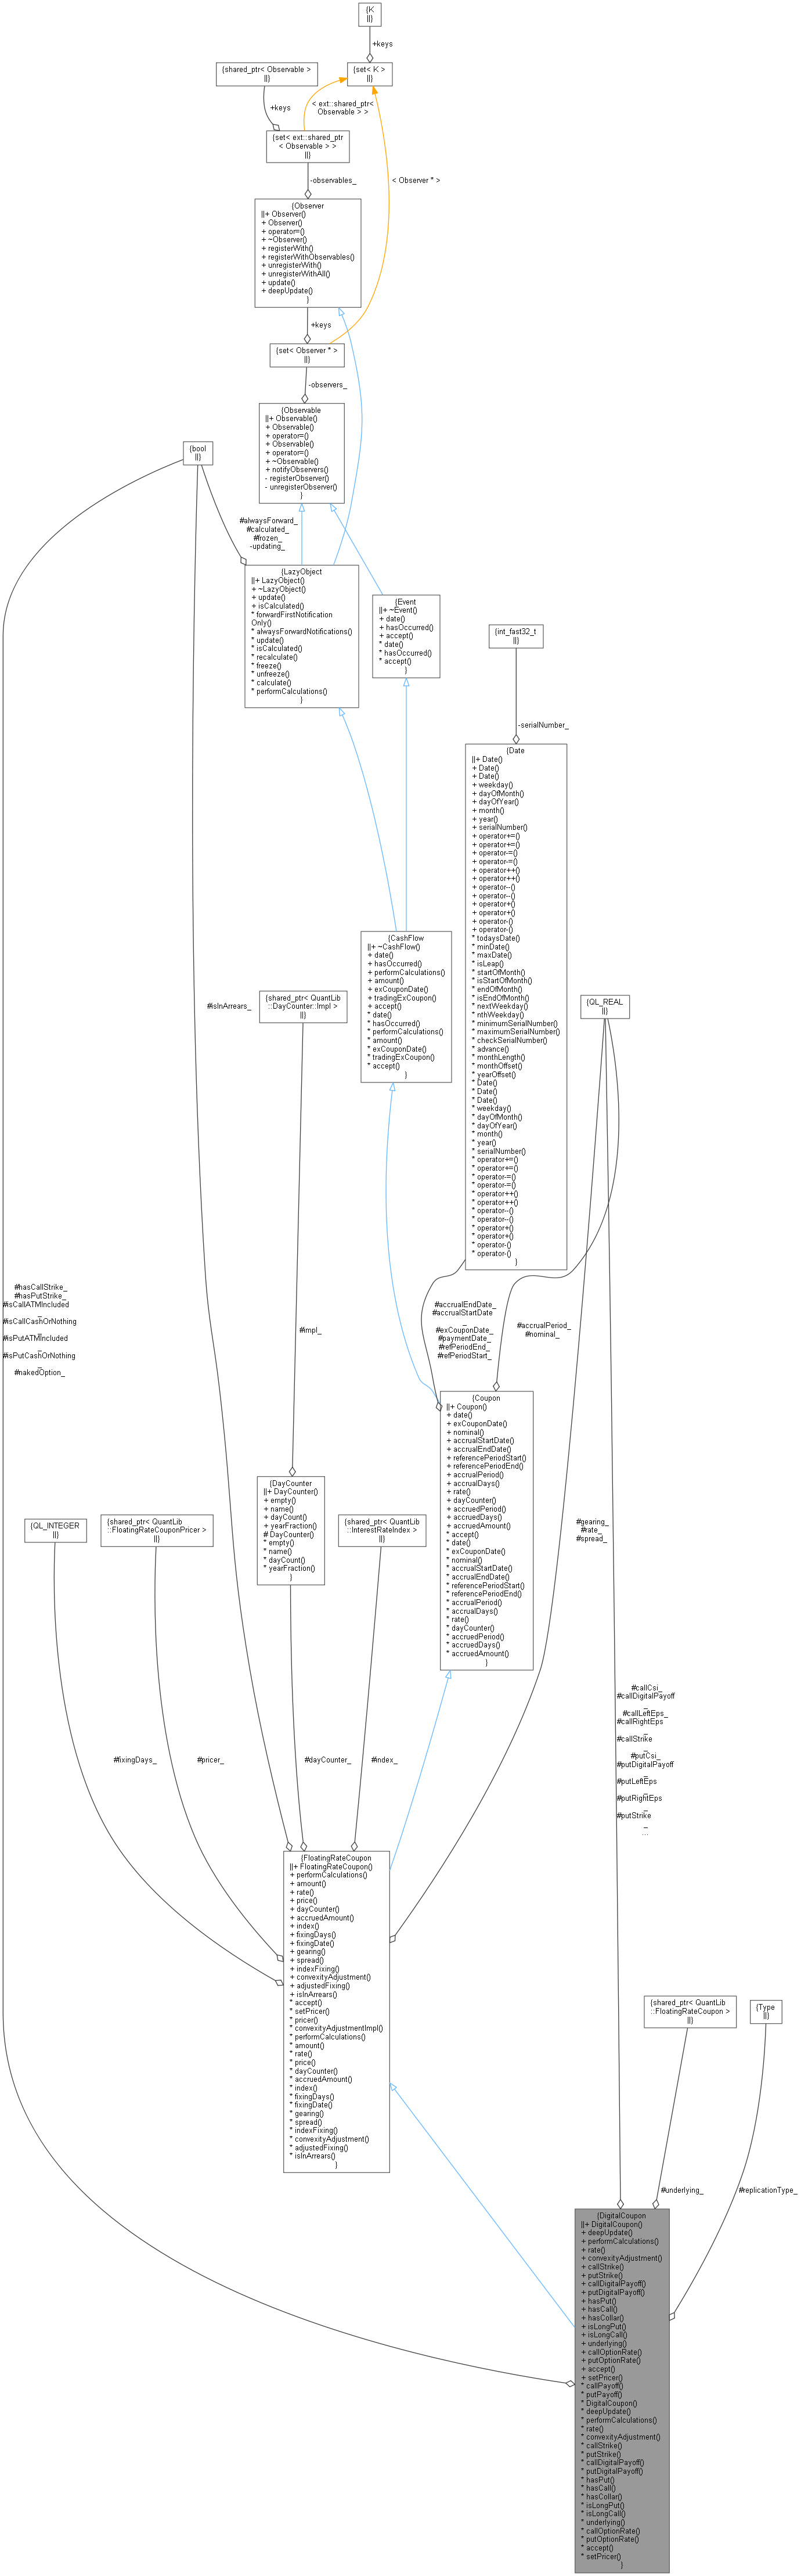 {K
||}
+keys
{shared_ptr< Observable >
||}
{set< K >
||}
+keys
< ext::shared_ptr<
Observable > >
{set< ext::shared_ptr
< Observable > >
||}
-observables_
< Observer * >
{Observer
||+ Observer()
+ Observer()
+ operator=()
+ ~Observer()
+ registerWith()
+ registerWithObservables()
+ unregisterWith()
+ unregisterWithAll()
+ update()
+ deepUpdate()
}
+keys
{set< Observer * >
||}
-observers_
{Observable
||+ Observable()
+ Observable()
+ operator=()
+ Observable()
+ operator=()
+ ~Observable()
+ notifyObservers()
- registerObserver()
- unregisterObserver()
}
{bool
||}
#alwaysForward_
#calculated_
#frozen_
-updating_
{LazyObject
||+ LazyObject()
+ ~LazyObject()
+ update()
+ isCalculated()
* forwardFirstNotification
Only()
* alwaysForwardNotifications()
* update()
* isCalculated()
* recalculate()
* freeze()
* unfreeze()
* calculate()
* performCalculations()
}
{Event
||+ ~Event()
+ date()
+ hasOccurred()
+ accept()
* date()
* hasOccurred()
* accept()
}
{int_fast32_t
||}
-serialNumber_
{Date
||+ Date()
+ Date()
+ Date()
+ weekday()
+ dayOfMonth()
+ dayOfYear()
+ month()
+ year()
+ serialNumber()
+ operator+=()
+ operator+=()
+ operator-=()
+ operator-=()
+ operator++()
+ operator++()
+ operator--()
+ operator--()
+ operator+()
+ operator+()
+ operator-()
+ operator-()
* todaysDate()
* minDate()
* maxDate()
* isLeap()
* startOfMonth()
* isStartOfMonth()
* endOfMonth()
* isEndOfMonth()
* nextWeekday()
* nthWeekday()
* minimumSerialNumber()
* maximumSerialNumber()
* checkSerialNumber()
* advance()
* monthLength()
* monthOffset()
* yearOffset()
* Date()
* Date()
* Date()
* weekday()
* dayOfMonth()
* dayOfYear()
* month()
* year()
* serialNumber()
* operator+=()
* operator+=()
* operator-=()
* operator-=()
* operator++()
* operator++()
* operator--()
* operator--()
* operator+()
* operator+()
* operator-()
* operator-()
}
{CashFlow
||+ ~CashFlow()
+ date()
+ hasOccurred()
+ performCalculations()
+ amount()
+ exCouponDate()
+ tradingExCoupon()
+ accept()
* date()
* hasOccurred()
* performCalculations()
* amount()
* exCouponDate()
* tradingExCoupon()
* accept()
}
#isInArrears_
{shared_ptr< QuantLib
::DayCounter::Impl >
||}
{QL_REAL
||}
#hasCallStrike_
#hasPutStrike_
#isCallATMIncluded
_
#isCallCashOrNothing
_
#isPutATMIncluded
_
#isPutCashOrNothing
_
#nakedOption_
#impl_
#accrualEndDate_
#accrualStartDate
_
#exCouponDate_
#paymentDate_
#refPeriodEnd_
#refPeriodStart_
#accrualPeriod_
#nominal_
{Coupon
||+ Coupon()
+ date()
+ exCouponDate()
+ nominal()
+ accrualStartDate()
+ accrualEndDate()
+ referencePeriodStart()
+ referencePeriodEnd()
+ accrualPeriod()
+ accrualDays()
+ rate()
+ dayCounter()
+ accruedPeriod()
+ accruedDays()
+ accruedAmount()
* accept()
* date()
* exCouponDate()
* nominal()
* accrualStartDate()
* accrualEndDate()
* referencePeriodStart()
* referencePeriodEnd()
* accrualPeriod()
* accrualDays()
* rate()
* dayCounter()
* accruedPeriod()
* accruedDays()
* accruedAmount()
}
{DayCounter
||+ DayCounter()
+ empty()
+ name()
+ dayCount()
+ yearFraction()
# DayCounter()
* empty()
* name()
* dayCount()
* yearFraction()
}
{QL_INTEGER
||}
{shared_ptr< QuantLib
::FloatingRateCouponPricer >
||}
{shared_ptr< QuantLib
::InterestRateIndex >
||}
#gearing_
#rate_
#spread_
#fixingDays_
#pricer_
#dayCounter_
#index_
#callCsi_
#callDigitalPayoff
_
#callLeftEps_
#callRightEps
_
#callStrike
_
#putCsi_
#putDigitalPayoff
_
#putLeftEps
_
#putRightEps
_
#putStrike
_
...
{FloatingRateCoupon
||+ FloatingRateCoupon()
+ performCalculations()
+ amount()
+ rate()
+ price()
+ dayCounter()
+ accruedAmount()
+ index()
+ fixingDays()
+ fixingDate()
+ gearing()
+ spread()
+ indexFixing()
+ convexityAdjustment()
+ adjustedFixing()
+ isInArrears()
* accept()
* setPricer()
* pricer()
* convexityAdjustmentImpl()
* performCalculations()
* amount()
* rate()
* price()
* dayCounter()
* accruedAmount()
* index()
* fixingDays()
* fixingDate()
* gearing()
* spread()
* indexFixing()
* convexityAdjustment()
* adjustedFixing()
* isInArrears()
}
{shared_ptr< QuantLib
::FloatingRateCoupon >
||}
{Type
||}
#underlying_
#replicationType_
{DigitalCoupon
||+ DigitalCoupon()
+ deepUpdate()
+ performCalculations()
+ rate()
+ convexityAdjustment()
+ callStrike()
+ putStrike()
+ callDigitalPayoff()
+ putDigitalPayoff()
+ hasPut()
+ hasCall()
+ hasCollar()
+ isLongPut()
+ isLongCall()
+ underlying()
+ callOptionRate()
+ putOptionRate()
+ accept()
+ setPricer()
* callPayoff()
* putPayoff()
* DigitalCoupon()
* deepUpdate()
* performCalculations()
* rate()
* convexityAdjustment()
* callStrike()
* putStrike()
* callDigitalPayoff()
* putDigitalPayoff()
* hasPut()
* hasCall()
* hasCollar()
* isLongPut()
* isLongCall()
* underlying()
* callOptionRate()
* putOptionRate()
* accept()
* setPricer()
}